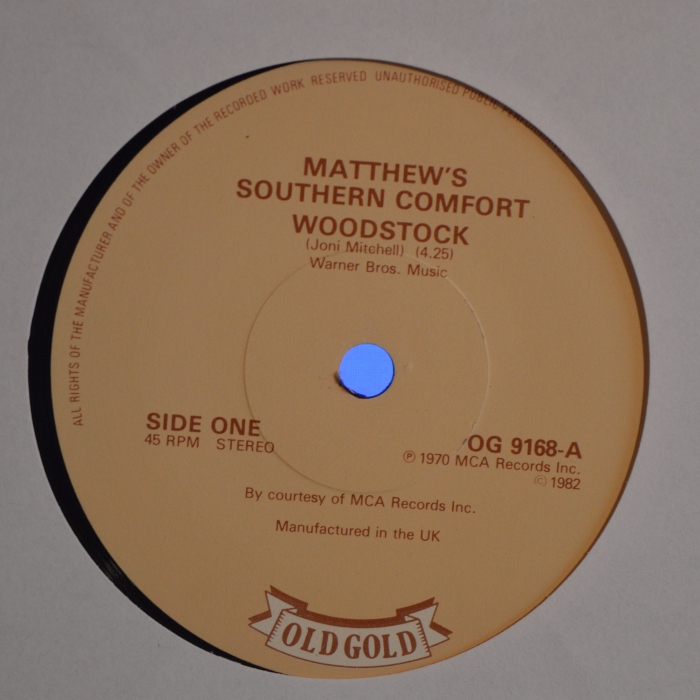 ALL RIGHTS OF THE MANUFACTURER AND OF THE OWNER OF THE RECORDED WORK RESERVED UNAUTHORISED PUBLIC
MATTHEW'S
SOUTHERN COMFORT
WOODSTOCK
(Joni Mitchell) (4.25)
Warner Bros. Music
SIDE ONE
45 RPM STEREO
OG 9168-A
Ⓟ 1970 MCA Records Inc.
© 1982
By courtesy of MCA Records Inc.
Manufactured in the UK
OLD GOLD